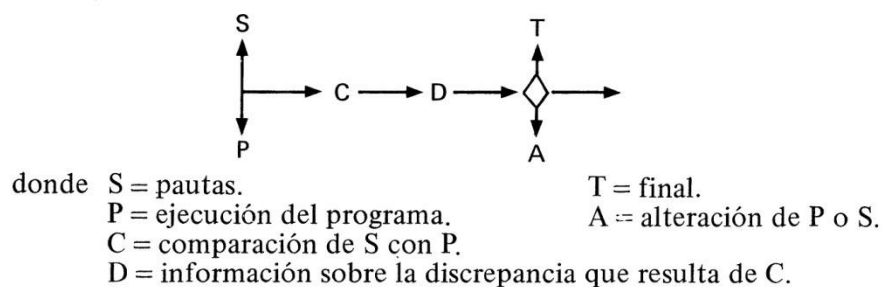 S T
C D
P A
donde S = pautas. T = final.
P = ejecución del programa. A = alteración de P o S.
C = comparación de S con P.
D = información sobre la discrepancia que resulta de C.